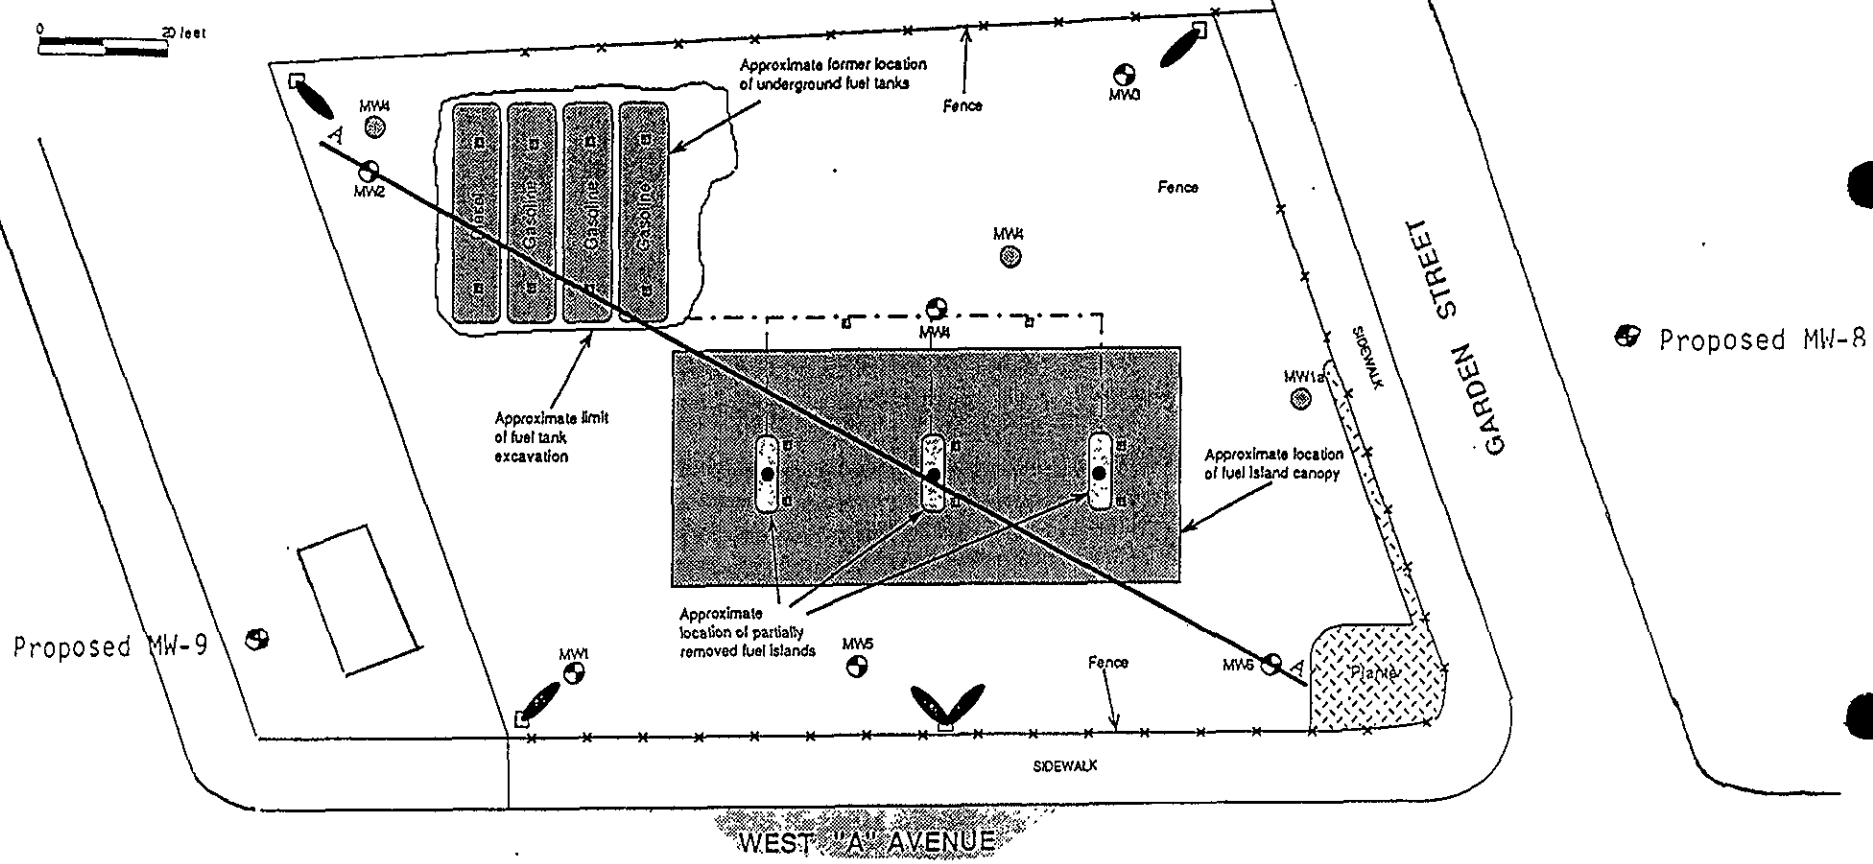 0 20 feet
Approximate former location
of underground fuel tanks
Fence
MW3
MW4
A
MW2
Gasoline
Gasoline
Gasoline
Fence
MW4
MW4
GARDEN STREET
SIDEWALK
Proposed MW-8
MW1a
Approximate limit
of fuel tank
excavation
Approximate location
of fuel island canopy
Approximate
location of partially
removed fuel islands
Proposed MW-9
MW1
MW5
Fence
MW6
A
Planter
SIDEWALK
WEST "A" AVENUE